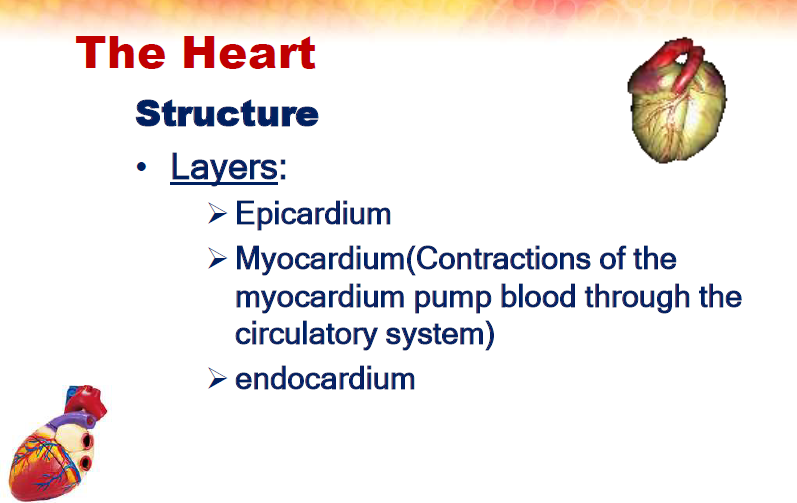 The Heart
Structure
• Layers:
➢ Epicardium
➢ Myocardium(Contractions of the
myocardium pump blood through the
circulatory system)
➢ endocardium